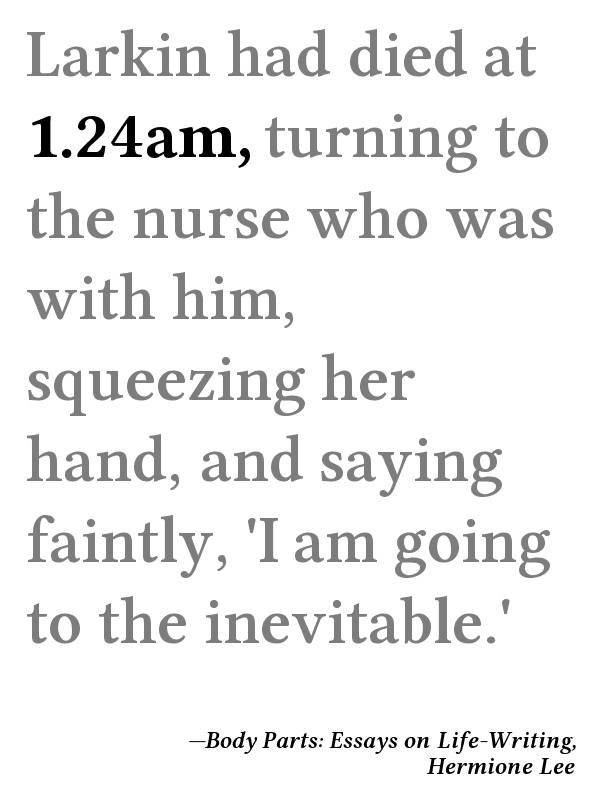 Larkin had died at
1.24am, turning to
the nurse who was
with him,
squeezing her
hand, and saying
faintly, 'I am going
to the inevitable.'
—Body Parts: Essays on Life-Writing,
Hermione Lee